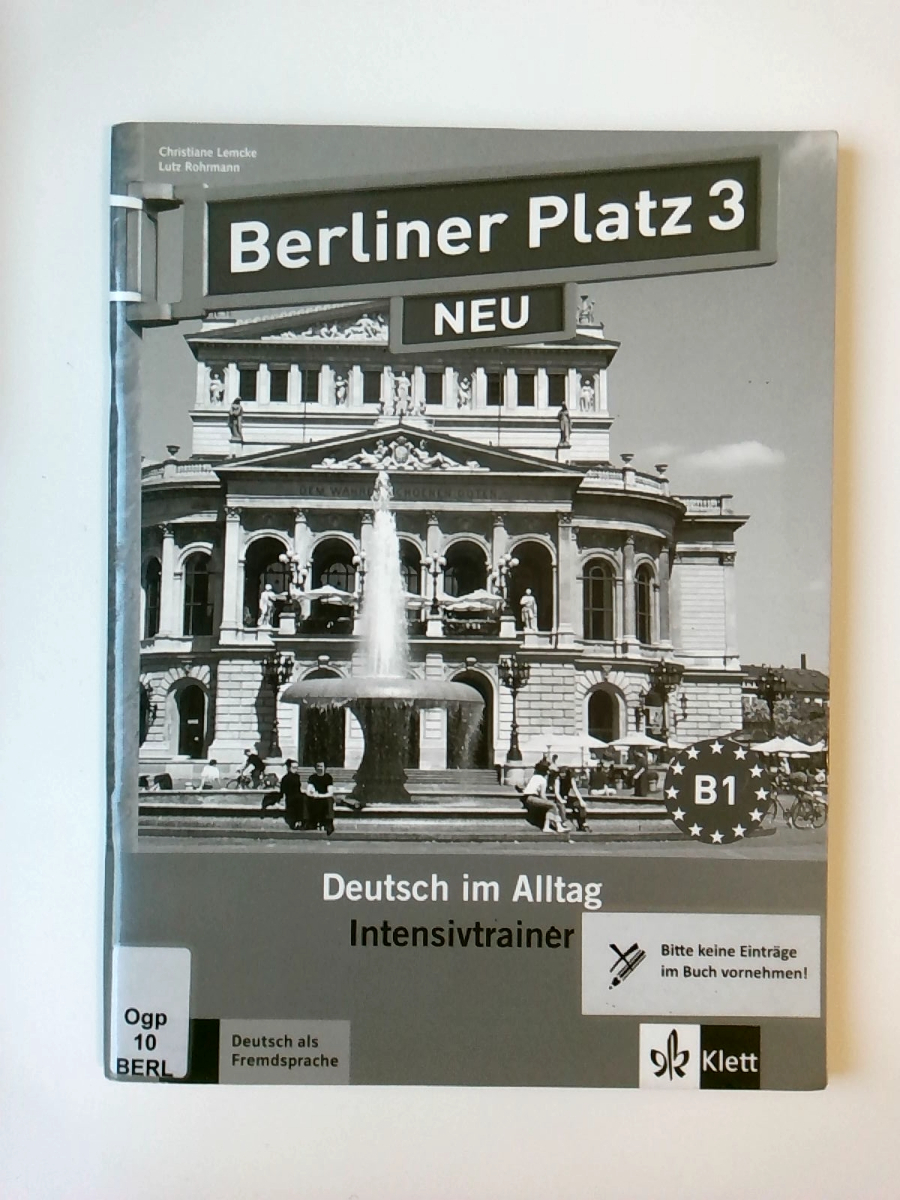 Christiane Lemcke
Lutz Rohrmann
Berliner Platz 3
NEU
B1
Deutsch im Alltag
Intensivtrainer
Bitte keine Einträge
im Buch vornehmen!
Ogp
10
BERL
Deutsch als
Fremdsprache
Klett